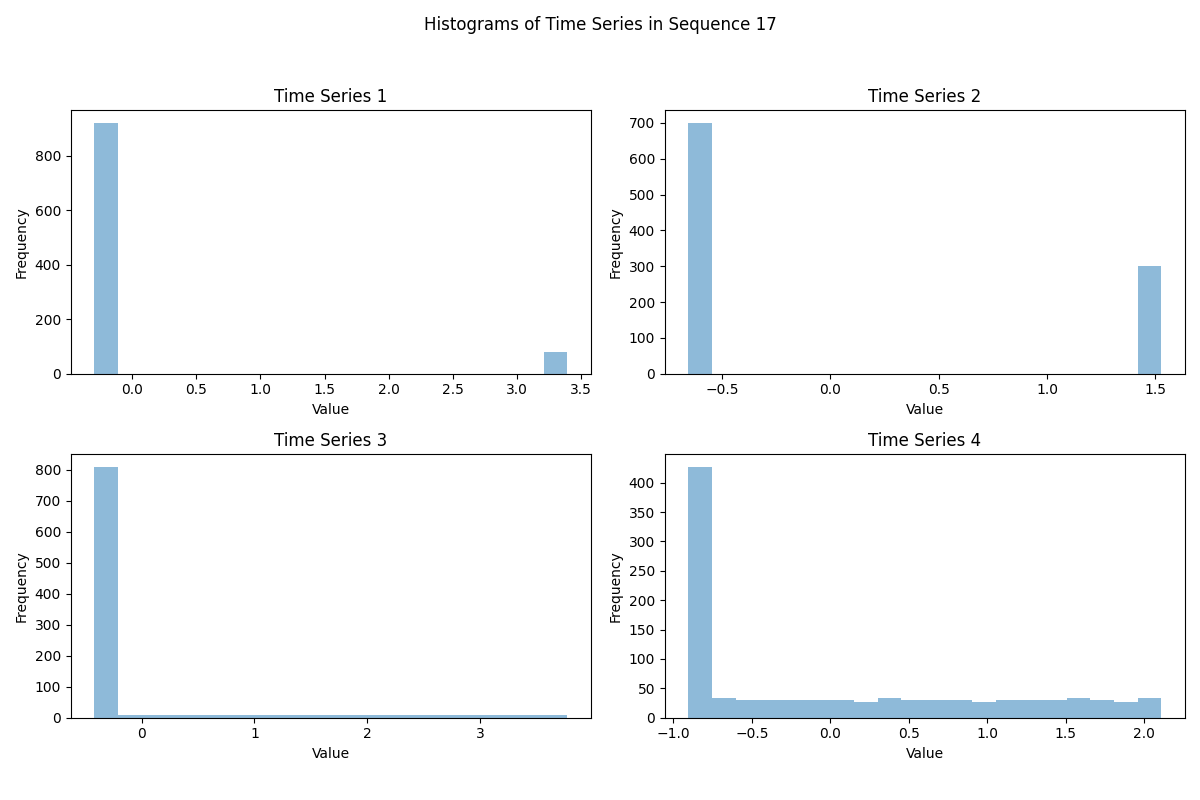 Histograms of Time Series in Sequence 17
Time Series 1
Frequency
0
200
400
600
800
0.0 0.5 1.0 1.5 2.0 2.5 3.0 3.5
Value
Time Series 2
Frequency
700
600
500
400
300
200
100
0
−0.5 0.0 0.5 1.0 1.5
Value
Time Series 3
Frequency
800
700
600
500
400
300
200
100
0
0 1 2 3
Value
Time Series 4
Frequency
400
350
300
250
200
150
100
50
0
−1.0 −0.5 0.0 0.5 1.0 1.5 2.0
Value